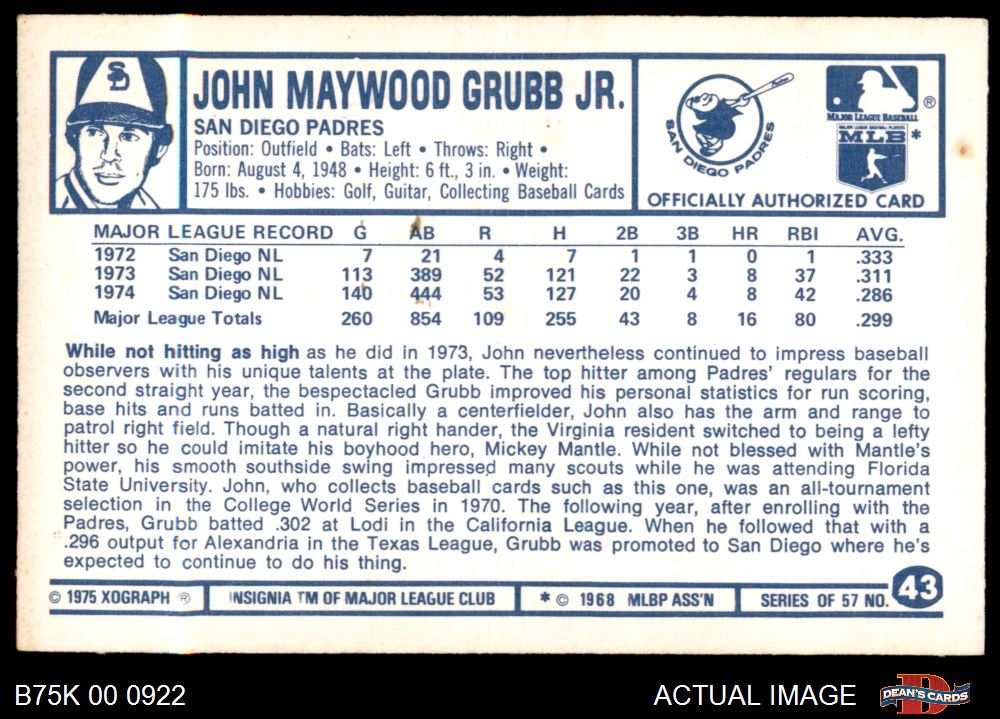 SD
JOHN MAYWOOD GRUBB JR.
SAN DIEGO PADRES
Position: Outfield • Bats: Left • Throws: Right •
Born: August 4, 1948 • Height: 6 ft., 3 in. • Weight:
175 lbs. • Hobbies: Golf, Guitar, Collecting Baseball Cards
SAN DIEGO PADRES
®
MAJOR LEAGUE BASEBALL
MAJOR LEAGUE BASEBALL PLAYERS
MLB *
OFFICIALLY AUTHORIZED CARD
MAJOR LEAGUE RECORD G AB R H 2B 3B HR RBI AVG.
1972 San Diego NL 7 21 4 7 1 1 0 1 .333
1973 San Diego NL 113 389 52 121 22 3 8 37 .311
1974 San Diego NL 140 444 53 127 20 4 8 42 .286
Major League Totals 260 854 109 255 43 8 16 80 .299
While not hitting as high as he did in 1973, John nevertheless continued to impress baseball
observers with his unique talents at the plate. The top hitter among Padres' regulars for the
second straight year, the bespectacled Grubb improved his personal statistics for run scoring,
base hits and runs batted in. Basically a centerfielder, John also has the arm and range to
patrol right field. Though a natural right hander, the Virginia resident switched to being a lefty
hitter so he could imitate his boyhood hero, Mickey Mantle. While not blessed with Mantle's
power, his smooth southside swing impressed many scouts while he was attending Florida
State University. John, who collects baseball cards such as this one, was an all-tournament
selection in the College World Series in 1970. The following year, after enrolling with the
Padres, Grubb batted .302 at Lodi in the California League. When he followed that with a
.296 output for Alexandria in the Texas League, Grubb was promoted to San Diego where he's
expected to continue to do his thing.
© 1975 XOGRAPH ® INSIGNIA TM OF MAJOR LEAGUE CLUB * © 1968 MLBP ASS'N SERIES OF 57 NO. 43
B75K 00 0922 ACTUAL IMAGE DEAN'S CARDS